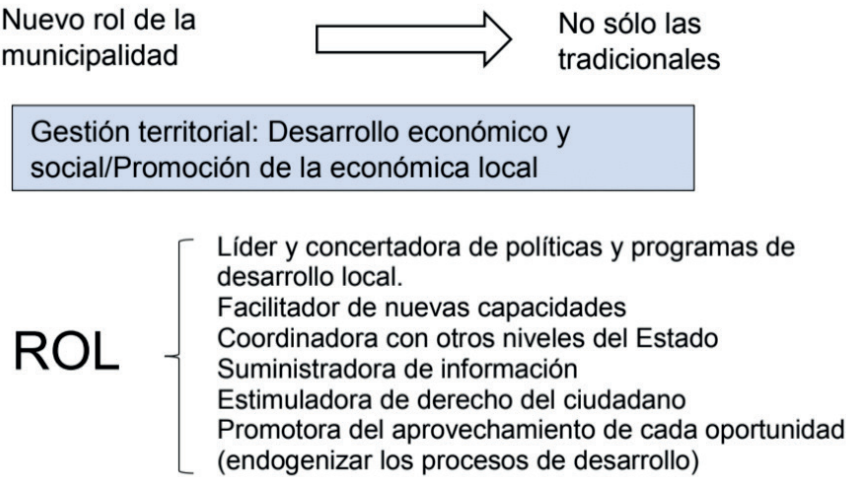 Nuevo rol de la
municipalidad
No sólo las
tradicionales
Gestión territorial: Desarrollo económico y
social/Promoción de la económica local
ROL
Líder y concertadora de políticas y programas de
desarrollo local.
Facilitador de nuevas capacidades
Coordinadora con otros niveles del Estado
Suministradora de información
Estimuladora de derecho del ciudadano
Promotora del aprovechamiento de cada oportunidad
(endogenizar los procesos de desarrollo)